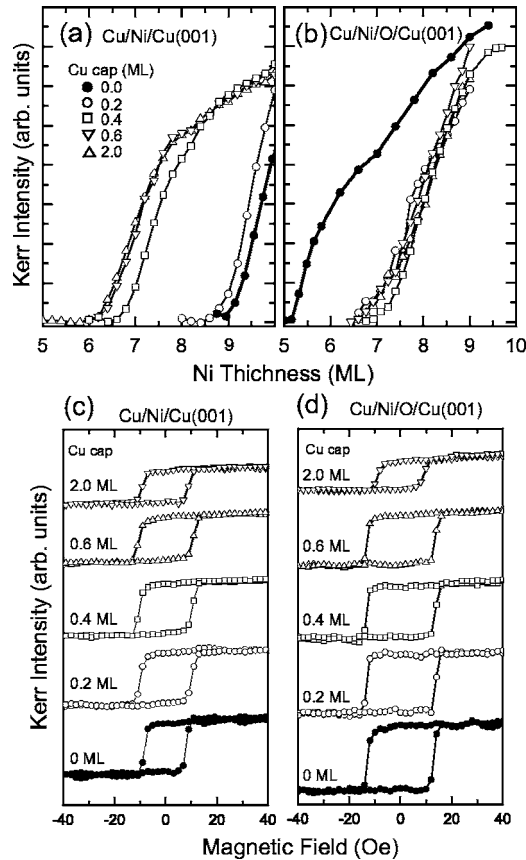 (a) Cu/Ni/Cu(001)
Cu cap (ML)
0.0
0.2
0.4
0.6
2.0
(b) Cu/Ni/O/Cu(001)
Kerr Intensity (arb. units)
5 6 7 8 9
5 6 7 8 9 10
Ni Thichness (ML)
(c) Cu/Ni/Cu(001)
Cu cap
2.0 ML
0.6 ML
0.4 ML
0.2 ML
0 ML
(d) Cu/Ni/O/Cu(001)
Cu cap
2.0 ML
0.6 ML
0.4 ML
0.2 ML
0 ML
Kerr Intensity (arb. units)
-40 -20 0 20 40
-40 -20 0 20 40
Magnetic Field (Oe)